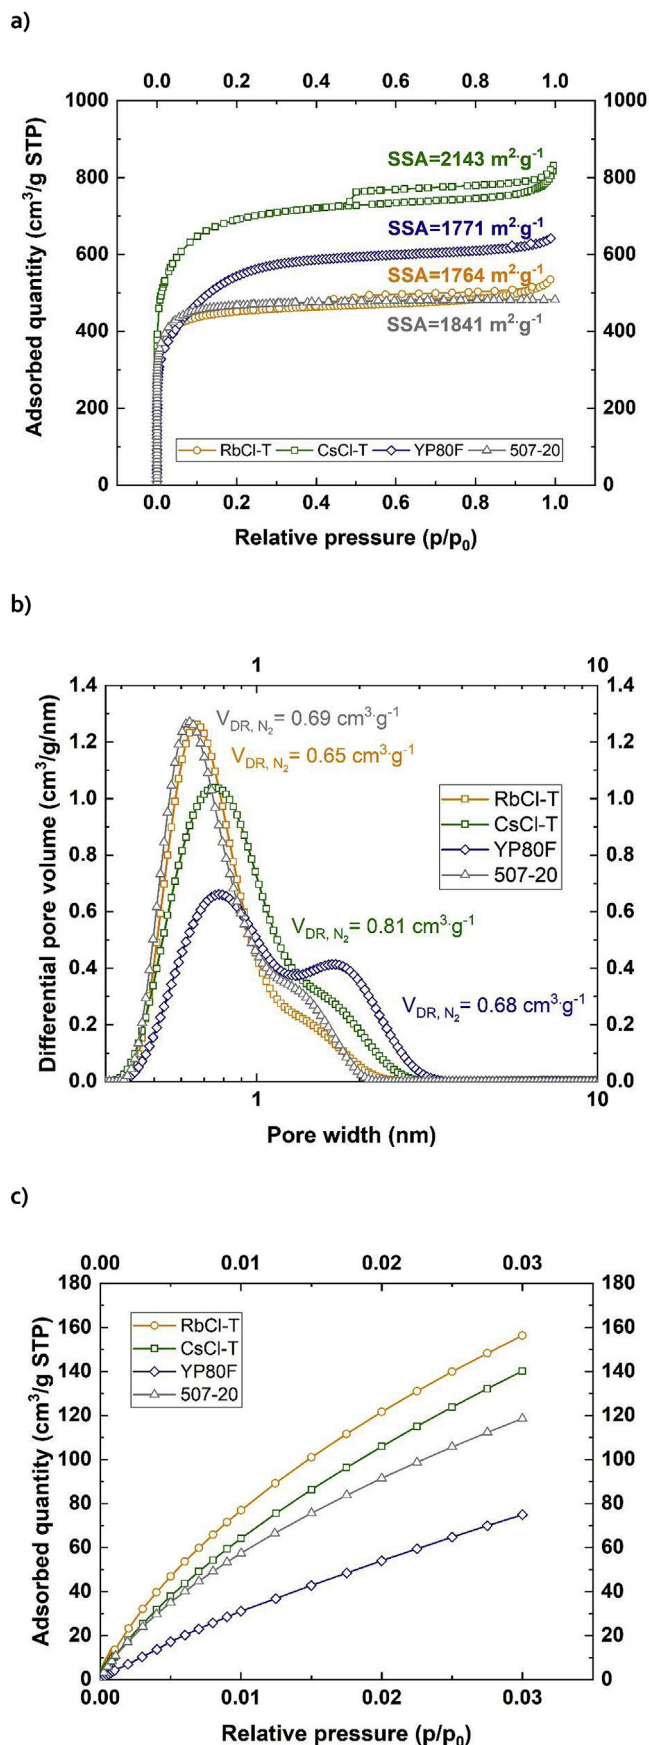 a)
0.0 0.2 0.4 0.6 0.8 1.0
1000 1000
800 800
600 600
400 400
200 200
0 0
Adsorbed quantity (cm³/g STP)
SSA=2143 m²·g⁻¹
SSA=1771 m²·g⁻¹
SSA=1764 m²·g⁻¹
SSA=1841 m²·g⁻¹
RbCl-T CsCl-T YP80F 507-20
0.0 0.2 0.4 0.6 0.8 1.0
Relative pressure (p/p₀)
b)
1 10
1.4 1.4
1.2 1.2
1.0 1.0
0.8 0.8
0.6 0.6
0.4 0.4
0.2 0.2
0.0 0.0
Differential pore volume (cm³/g/nm)
V_DR, N₂= 0.69 cm³·g⁻¹
V_DR, N₂= 0.65 cm³·g⁻¹
RbCl-T
CsCl-T
YP80F
507-20
V_DR, N₂= 0.81 cm³·g⁻¹
V_DR, N₂= 0.68 cm³·g⁻¹
1 10
Pore width (nm)
c)
0.00 0.01 0.02 0.03
180 180
160 160
140 140
120 120
100 100
80 80
60 60
40 40
20 20
0 0
Adsorbed quantity (cm³/g STP)
RbCl-T
CsCl-T
YP80F
507-20
0.00 0.01 0.02 0.03
Relative pressure (p/p₀)